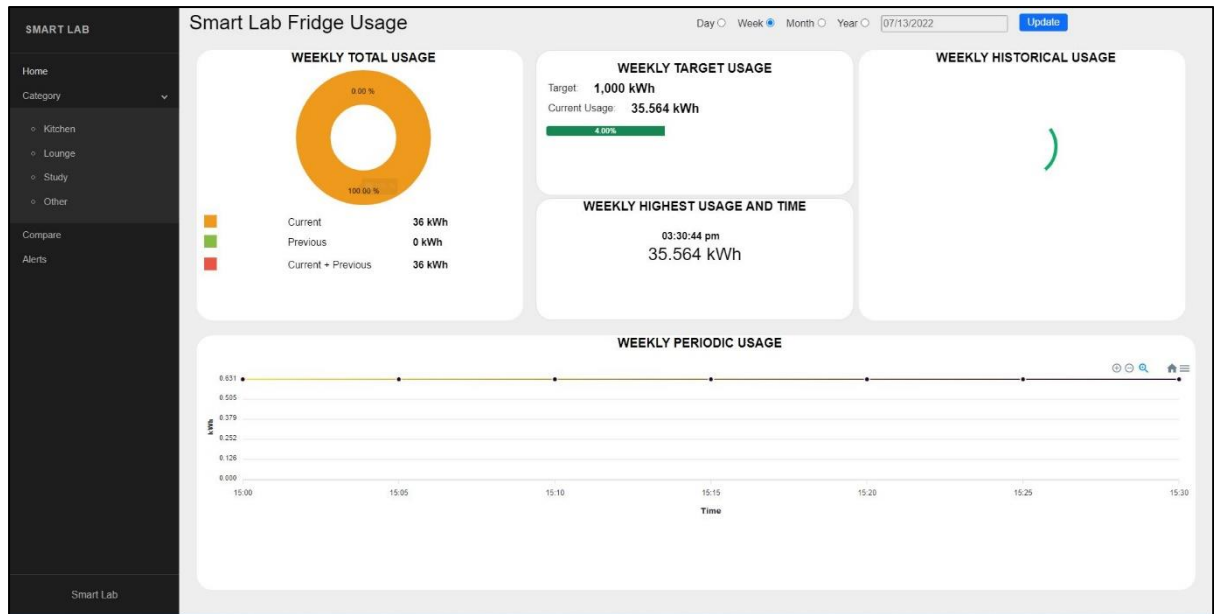 SMART LAB
Home
Category
Kitchen
Lounge
Study
Other
Compare
Alerts
Smart Lab
Smart Lab Fridge Usage
Day Week Month Year 07/13/2022 Update
WEEKLY TOTAL USAGE
0.00 %
100.00 %
Current 36 kWh
Previous 0 kWh
Current + Previous 36 kWh
WEEKLY TARGET USAGE
Target: 1,000 kWh
Current Usage: 35.564 kWh
4.00%
WEEKLY HIGHEST USAGE AND TIME
03:30:44 pm
35.564 kWh
WEEKLY HISTORICAL USAGE
WEEKLY PERIODIC USAGE
0.631
0.505
0.379
0.252
0.126
0.000
kWh
15:00 15:05 15:10 15:15 15:20 15:25 15:30
Time